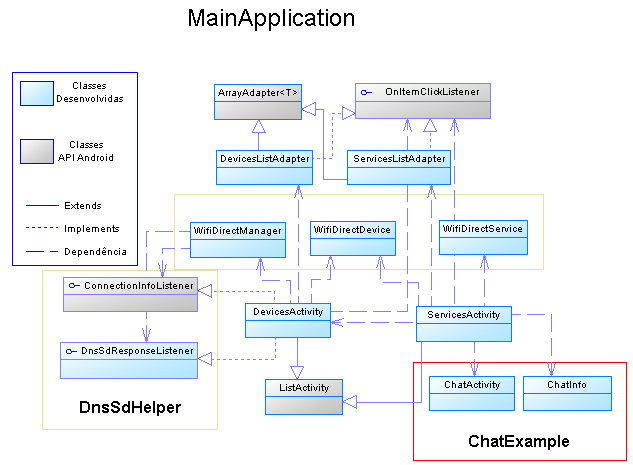 MainApplication
Classes
Desenvolvidas
Classes
API Android
Extends
Implements
Dependência
ArrayAdapter<T>
OnItemClickListener
DevicesListAdapter
ServicesListAdapter
WifiDirectManager
WifiDirectDevice
WifiDirectService
ConnectionInfoListener
DevicesActivity
ServicesActivity
DnsSdResponseListener
ListActivity
ChatActivity
ChatInfo
DnsSdHelper
ChatExample